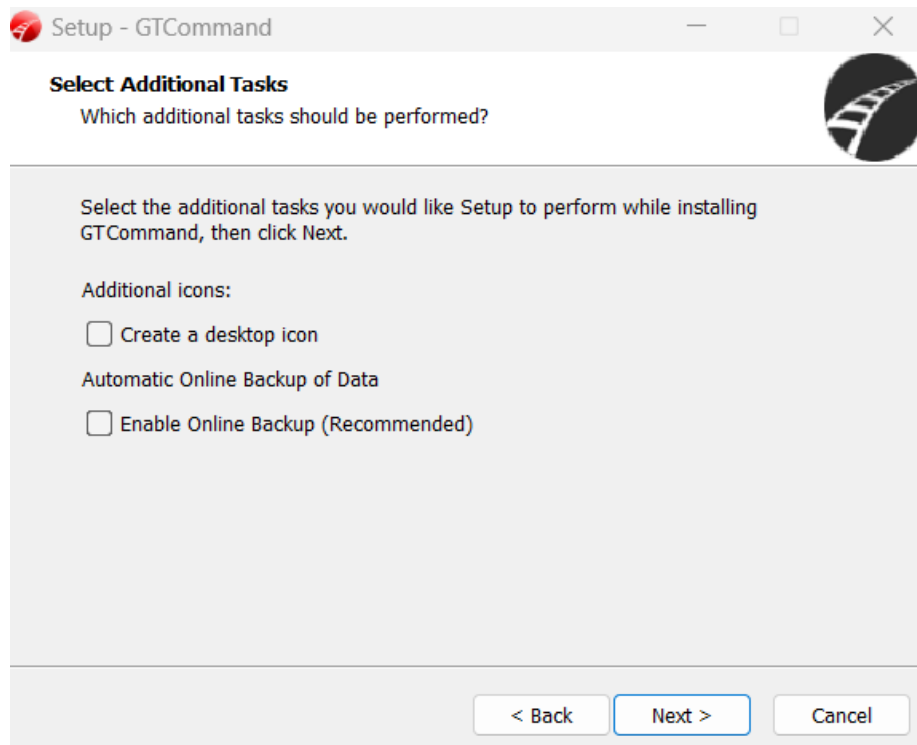 Setup - GTCommand
Select Additional Tasks
Which additional tasks should be performed?
Select the additional tasks you would like Setup to perform while installing
GTCommand, then click Next.
Additional icons:
Create a desktop icon
Automatic Online Backup of Data
Enable Online Backup (Recommended)
< Back
Next >
Cancel